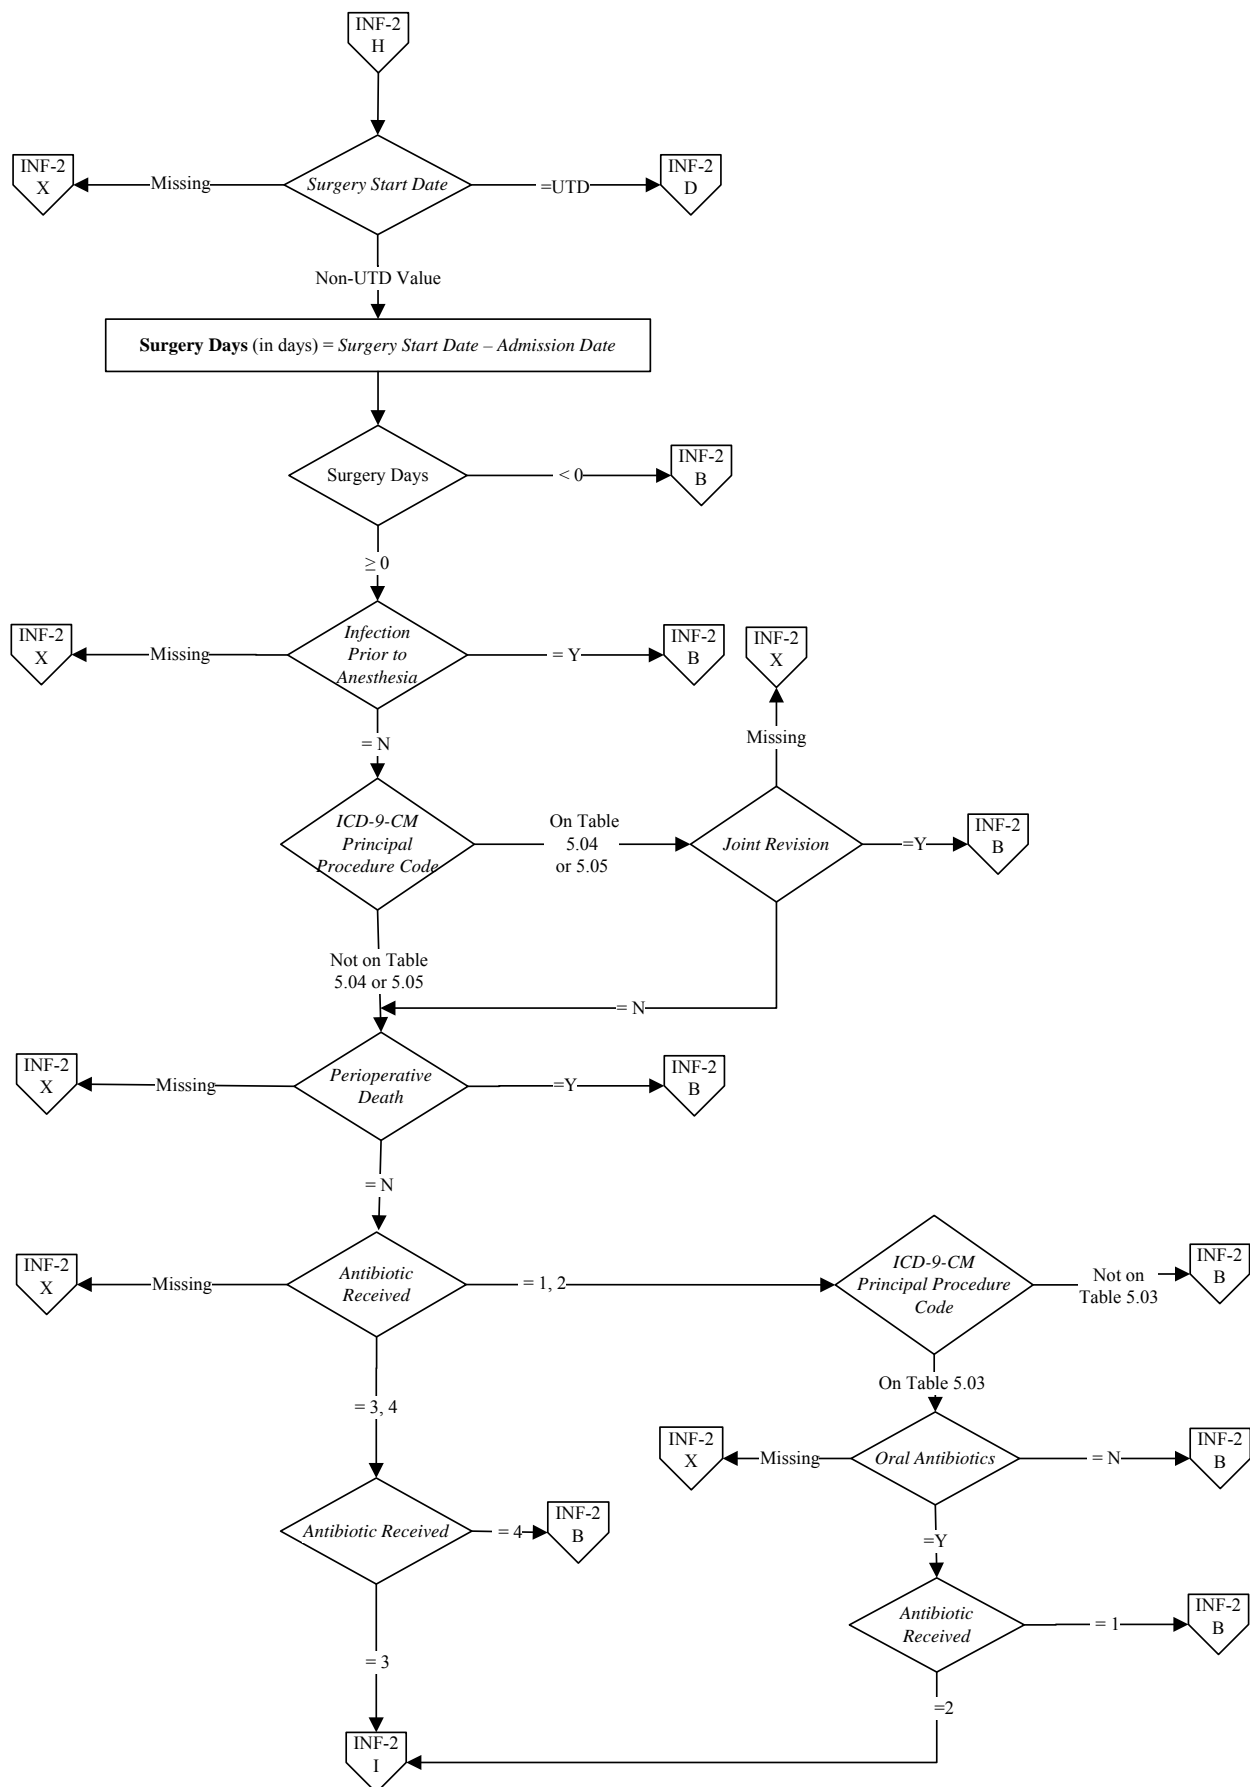 INF-2
H
INF-2
X
Missing
Surgery Start Date
=UTD
INF-2
D
Non-UTD Value
Surgery Days (in days) = Surgery Start Date – Admission Date
Surgery Days
< 0
INF-2
B
≥ 0
INF-2
X
Missing
Infection
Prior to
Anesthesia
= Y
INF-2
B
INF-2
X
Missing
= N
ICD-9-CM
Principal
Procedure Code
On Table
5.04
or 5.05
Joint Revision
=Y
INF-2
B
Not on Table
5.04 or 5.05
= N
INF-2
X
Missing
Perioperative
Death
=Y
INF-2
B
= N
INF-2
X
Missing
Antibiotic
Received
= 1, 2
ICD-9-CM
Principal Procedure
Code
Not on
Table 5.03
INF-2
B
On Table 5.03
= 3, 4
INF-2
X
Missing
Oral Antibiotics
= N
INF-2
B
Antibiotic Received
= 4
INF-2
B
=Y
Antibiotic
Received
= 1
INF-2
B
= 3
=2
INF-2
I